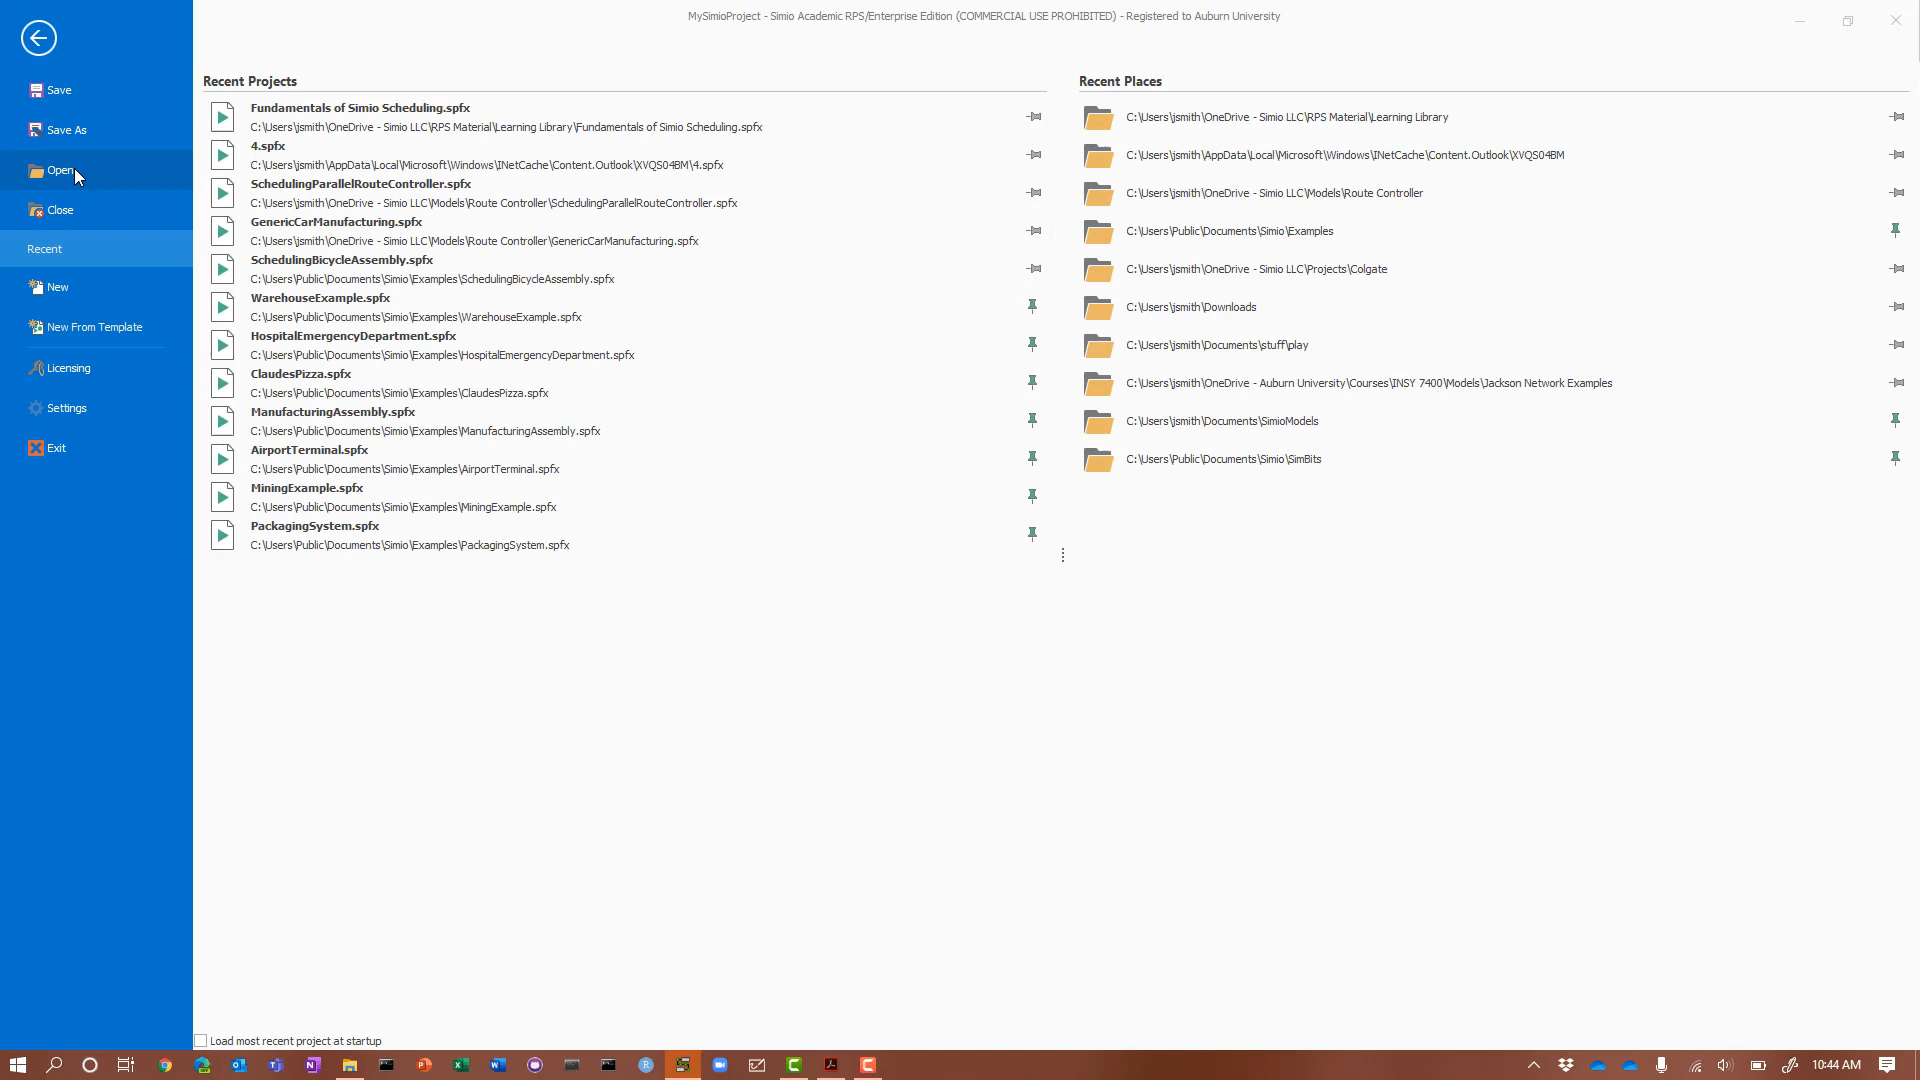 MySimioProject - Simio Academic RPS/Enterprise Edition (COMMERCIAL USE PROHIBITED) - Registered to Auburn University
Save
Save As
Open
Close
Recent
New
New From Template
Licensing
Settings
Exit
Recent Projects
Fundamentals of Simio Scheduling.spfx
C:\Users\jsmith\OneDrive - Simio LLC\RPS Material\Learning Library\Fundamentals of Simio Scheduling.spfx
4.spfx
C:\Users\jsmith\AppData\Local\Microsoft\Windows\INetCache\Content.Outlook\XVQS04BM\4.spfx
SchedulingParallelRouteController.spfx
C:\Users\jsmith\OneDrive - Simio LLC\Models\Route Controller\SchedulingParallelRouteController.spfx
GenericCarManufacturing.spfx
C:\Users\jsmith\OneDrive - Simio LLC\Models\Route Controller\GenericCarManufacturing.spfx
SchedulingBicycleAssembly.spfx
C:\Users\Public\Documents\Simio\Examples\SchedulingBicycleAssembly.spfx
WarehouseExample.spfx
C:\Users\Public\Documents\Simio\Examples\WarehouseExample.spfx
HospitalEmergencyDepartment.spfx
C:\Users\Public\Documents\Simio\Examples\HospitalEmergencyDepartment.spfx
ClaudesPizza.spfx
C:\Users\Public\Documents\Simio\Examples\ClaudesPizza.spfx
ManufacturingAssembly.spfx
C:\Users\Public\Documents\Simio\Examples\ManufacturingAssembly.spfx
AirportTerminal.spfx
C:\Users\Public\Documents\Simio\Examples\AirportTerminal.spfx
MiningExample.spfx
C:\Users\Public\Documents\Simio\Examples\MiningExample.spfx
PackagingSystem.spfx
C:\Users\Public\Documents\Simio\Examples\PackagingSystem.spfx
Recent Places
C:\Users\jsmith\OneDrive - Simio LLC\RPS Material\Learning Library
C:\Users\jsmith\AppData\Local\Microsoft\Windows\INetCache\Content.Outlook\XVQS04BM
C:\Users\jsmith\OneDrive - Simio LLC\Models\Route Controller
C:\Users\Public\Documents\Simio\Examples
C:\Users\jsmith\OneDrive - Simio LLC\Projects\Colgate
C:\Users\jsmith\Downloads
C:\Users\jsmith\Documents\stuff\play
C:\Users\jsmith\OneDrive - Auburn University\Courses\INSY 7400\Models\Jackson Network Examples
C:\Users\jsmith\Documents\SimioModels
C:\Users\Public\Documents\Simio\SimBits
Load most recent project at startup
10:44 AM